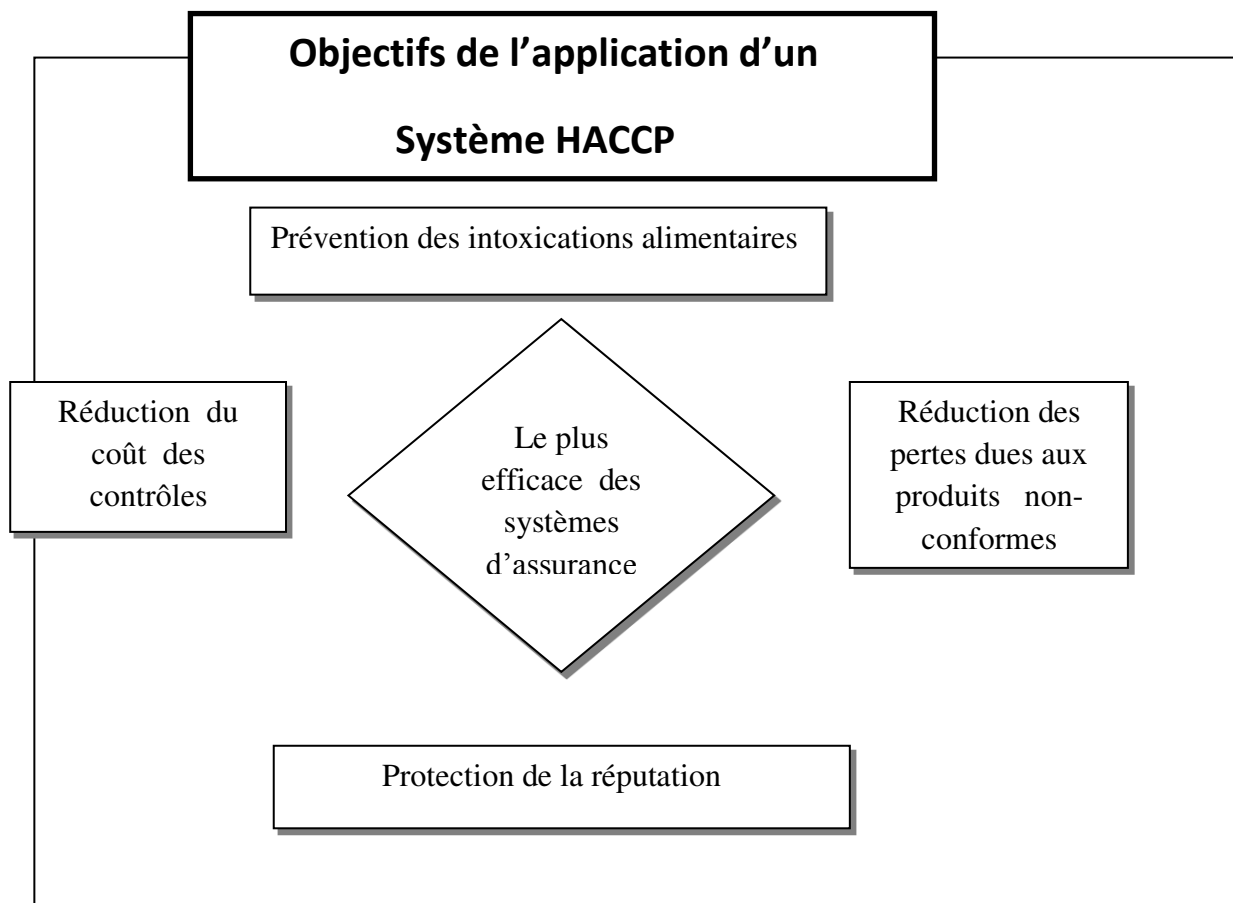 Objectifs de l’application d’un
Système HACCP
Prévention des intoxications alimentaires
Réduction du
coût des
contrôles
Le plus
efficace des
systèmes
d’assurance
Réduction des
pertes dues aux
produits non-
conformes
Protection de la réputation